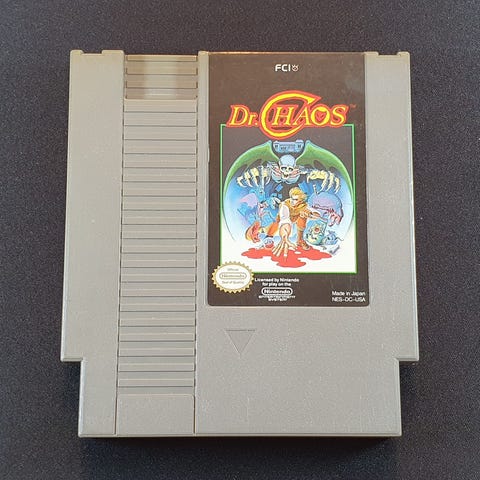 FCI
Dr. CHAOS™
Official
Nintendo
Seal of Quality
Licensed by Nintendo
for play on the
Nintendo
ENTERTAINMENT
SYSTEM
Made in Japan
NES-DC-USA